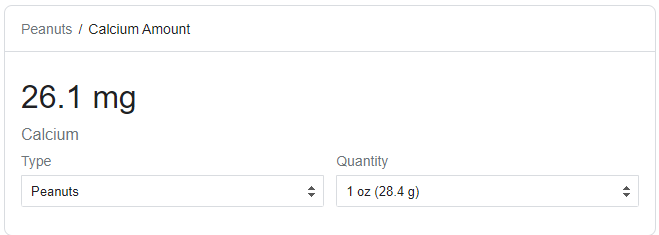 Peanuts / Calcium Amount
26.1 mg
Calcium
Type Quantity
Peanuts 1 oz (28.4 g)